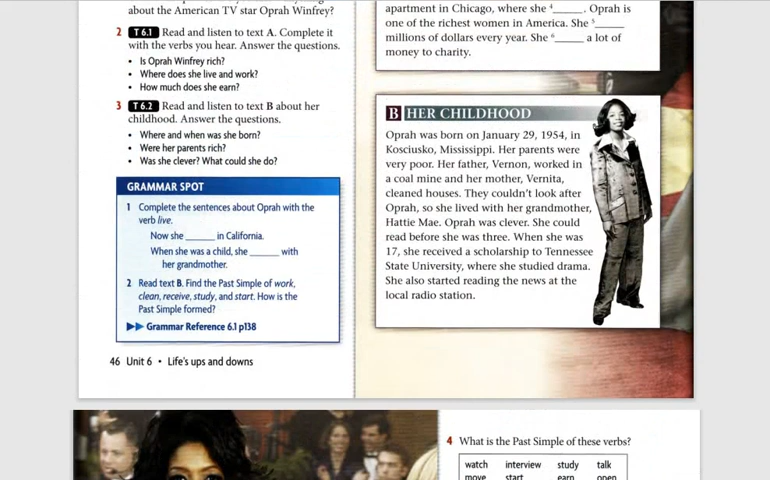 about the American TV star Oprah Winfrey?
2 T 6.1 Read and listen to text A. Complete it
with the verbs you hear. Answer the questions.
• Is Oprah Winfrey rich?
• Where does she live and work?
• How much does she earn?
3 T 6.2 Read and listen to text B about her
childhood. Answer the questions.
• Where and when was she born?
• Were her parents rich?
• Was she clever? What could she do?
GRAMMAR SPOT
1 Complete the sentences about Oprah with the
verb live.
Now she ______ in California.
When she was a child, she ______ with
her grandmother.
2 Read text B. Find the Past Simple of work,
clean, receive, study, and start. How is the
Past Simple formed?
▶▶ Grammar Reference 6.1 p138
46 Unit 6 • Life's ups and downs
apartment in Chicago, where she 4_____. Oprah is
one of the richest women in America. She 5_____
millions of dollars every year. She 6_____ a lot of
money to charity.
B HER CHILDHOOD
Oprah was born on January 29, 1954, in
Kosciusko, Mississippi. Her parents were
very poor. Her father, Vernon, worked in
a coal mine and her mother, Vernita,
cleaned houses. They couldn't look after
Oprah, so she lived with her grandmother,
Hattie Mae. Oprah was clever. She could
read before she was three. When she was
17, she received a scholarship to Tennessee
State University, where she studied drama.
She also started reading the news at the
local radio station.
4 What is the Past Simple of these verbs?
watch interview study talk
move start earn open